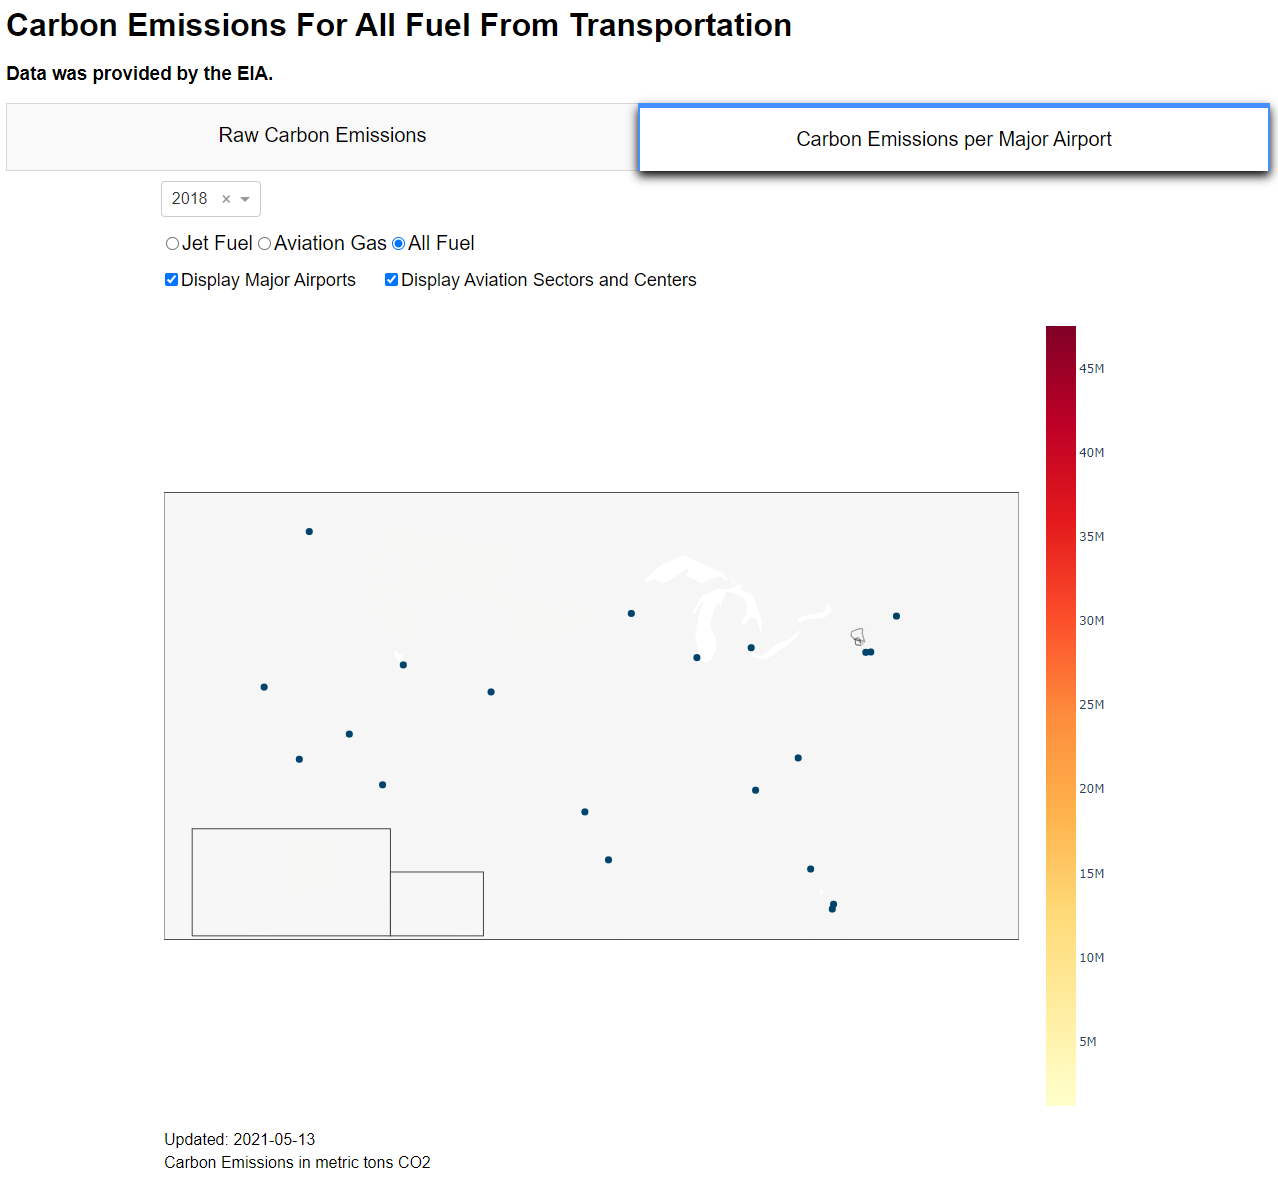 Carbon Emissions For All Fuel From Transportation
Data was provided by the EIA.
Raw Carbon Emissions
Carbon Emissions per Major Airport
2018 ×
Jet Fuel Aviation Gas All Fuel
Display Major Airports Display Aviation Sectors and Centers
45M
40M
35M
30M
25M
20M
15M
10M
5M
Updated: 2021-05-13
Carbon Emissions in metric tons CO2